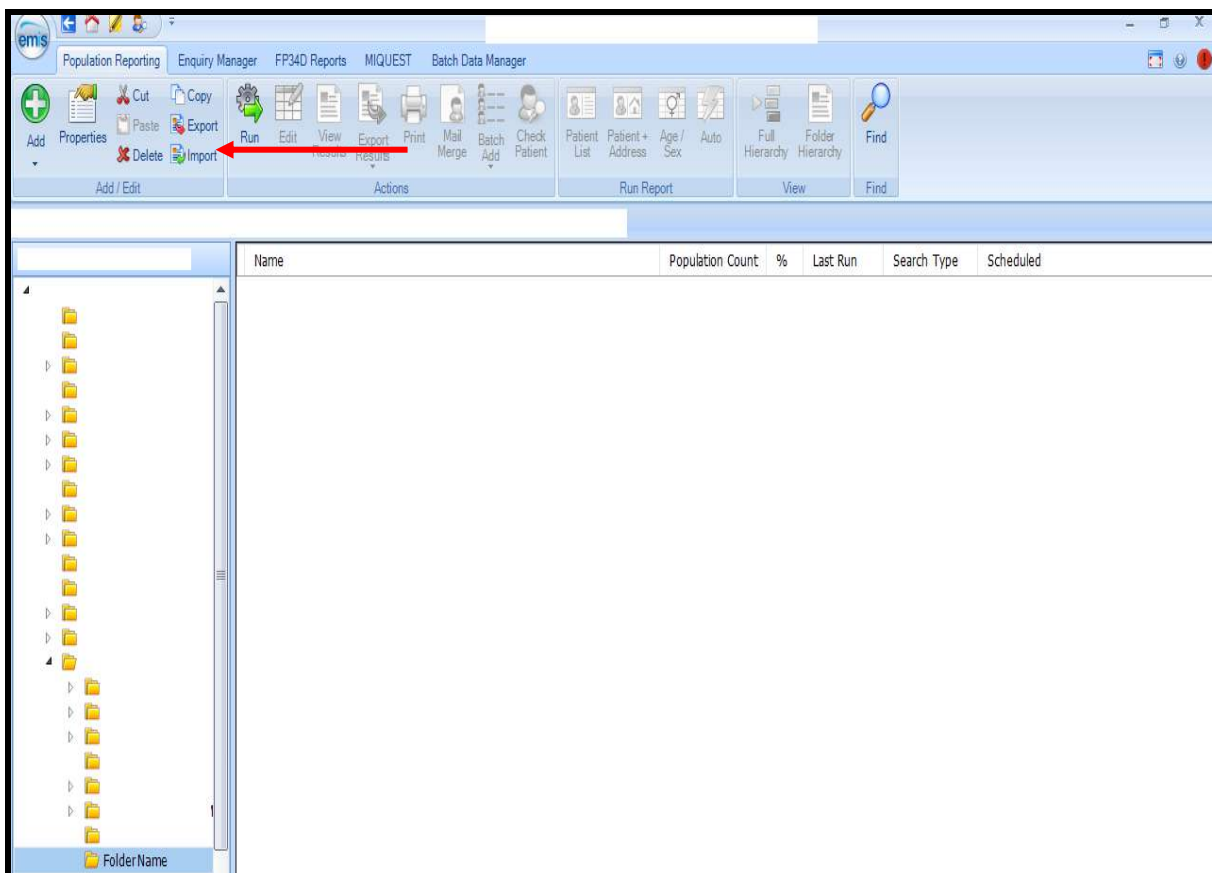 emis
Population Reporting Enquiry Manager FP34D Reports MIQUEST Batch Data Manager
Add
Properties
Cut Copy
Paste Export
Delete Import
Add / Edit
Run Edit View Results Export Results Print Mail Merge Batch Add Check Patient
Actions
Patient List Patient + Address Age / Sex Auto
Run Report
Full Hierarchy Folder Hierarchy
View
Find
Find
Name Population Count % Last Run Search Type Scheduled
FolderName